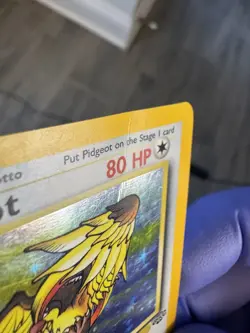 otto
Put Pidgeot on the Stage 1 card
80 HP
ot